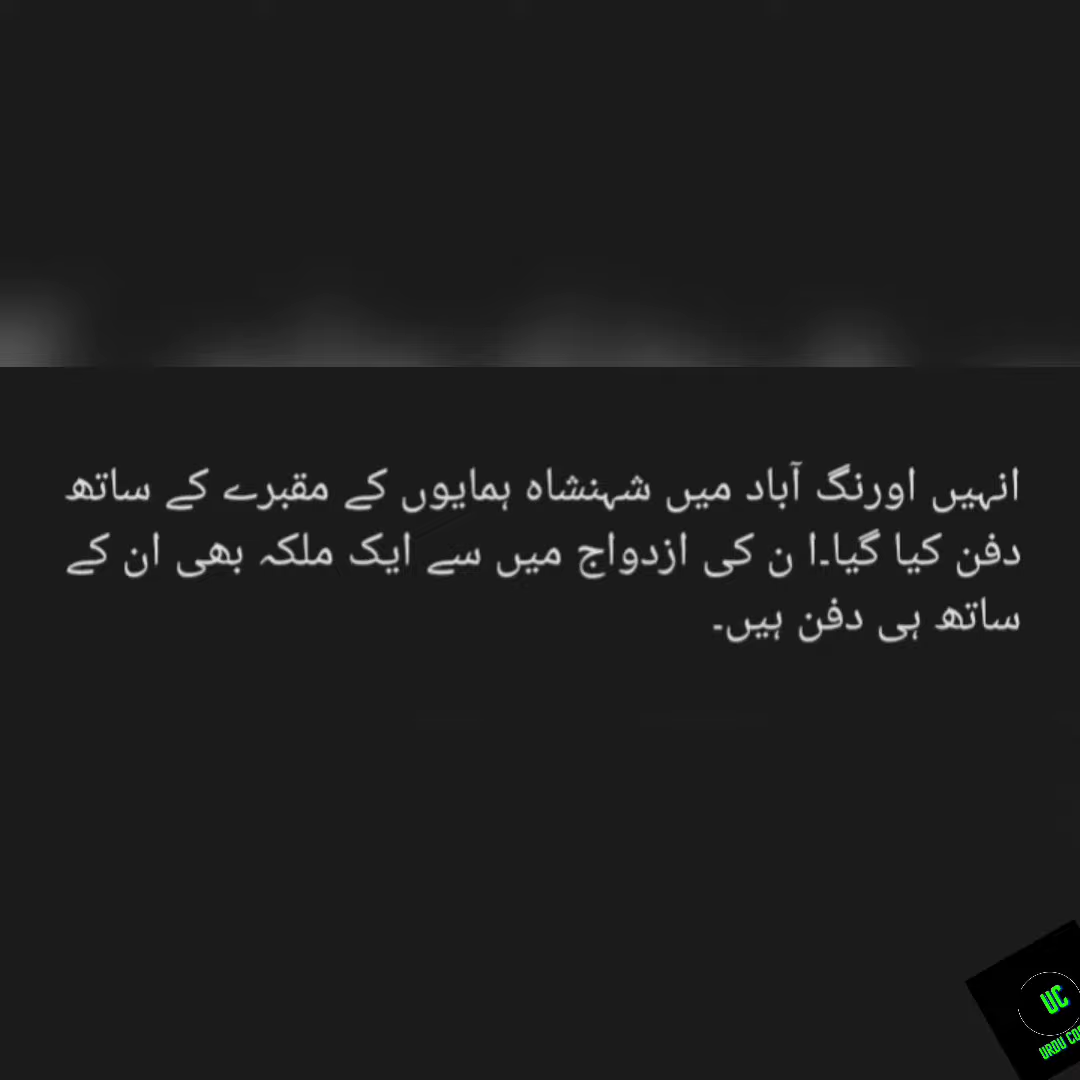 انہیں اورنگ آباد میں شہنشاہ ہمایوں کے مقبرے کے ساتھ
دفن کیا گیا۔ا ن کی ازدواج میں سے ایک ملکہ بھی ان کے
ساتھ ہی دفن ہیں۔
UC
URDU